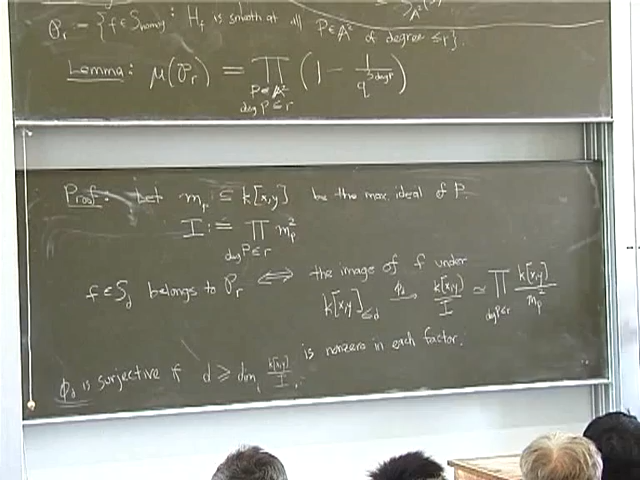 P_r := {f ∈ S_homog : H_f is smooth at all P ∈ A² of degree ≤ r}.
Lemma: μ(P_r) = ∏_{P∈A², deg P ≤ r} (1 − 1/q^{3 deg P})
Proof: Let m_P ⊆ k[x,y] be the max. ideal of P.
I := ∏_{deg P ≤ r} m_P²
f ∈ S_d belongs to P_r ⟺ the image of f under
k[x,y]_{≤d} →^{φ_d} k[x,y]/I ≃ ∏_{deg P ≤ r} k[x,y]/m_P²
is nonzero in each factor.
φ_d is surjective if d ≥ dim k[x,y]/I.